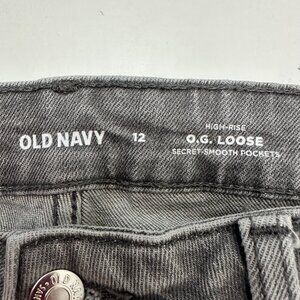 OLD NAVY 12
HIGH-RISE
O.G. LOOSE
SECRET-SMOOTH POCKETS